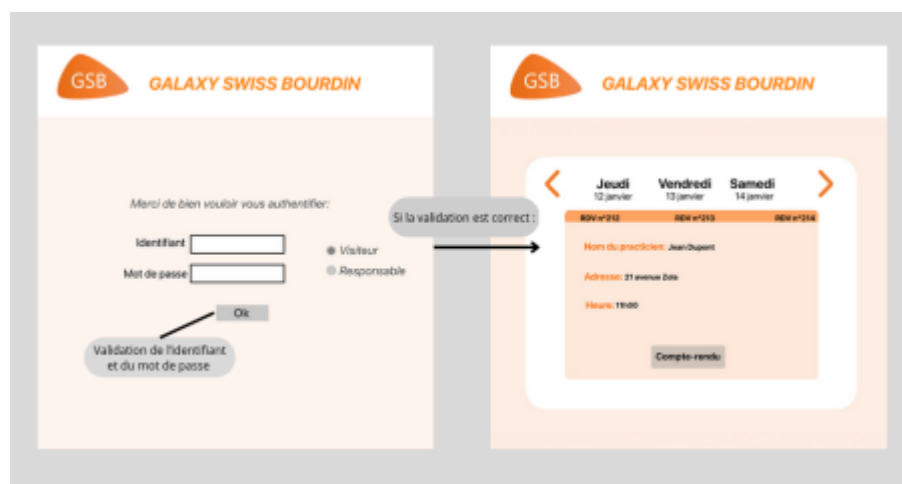 GSB
GALAXY SWISS BOURDIN
Merci de bien vouloir vous authentifier:
Identifiant
Visiteur
Mot de passe
Responsable
Ok
Validation de l'identifiant
et du mot de passe
Si la validation est correct :
GSB
GALAXY SWISS BOURDIN
Jeudi Vendredi Samedi
12 janvier 13 janvier 14 janvier
RDV n°212 RDV n°213 RDV n°214
Nom du practicien: Jean Dupont
Adresse: 21 avenue Zola
Heure: 11h00
Compte-rendu